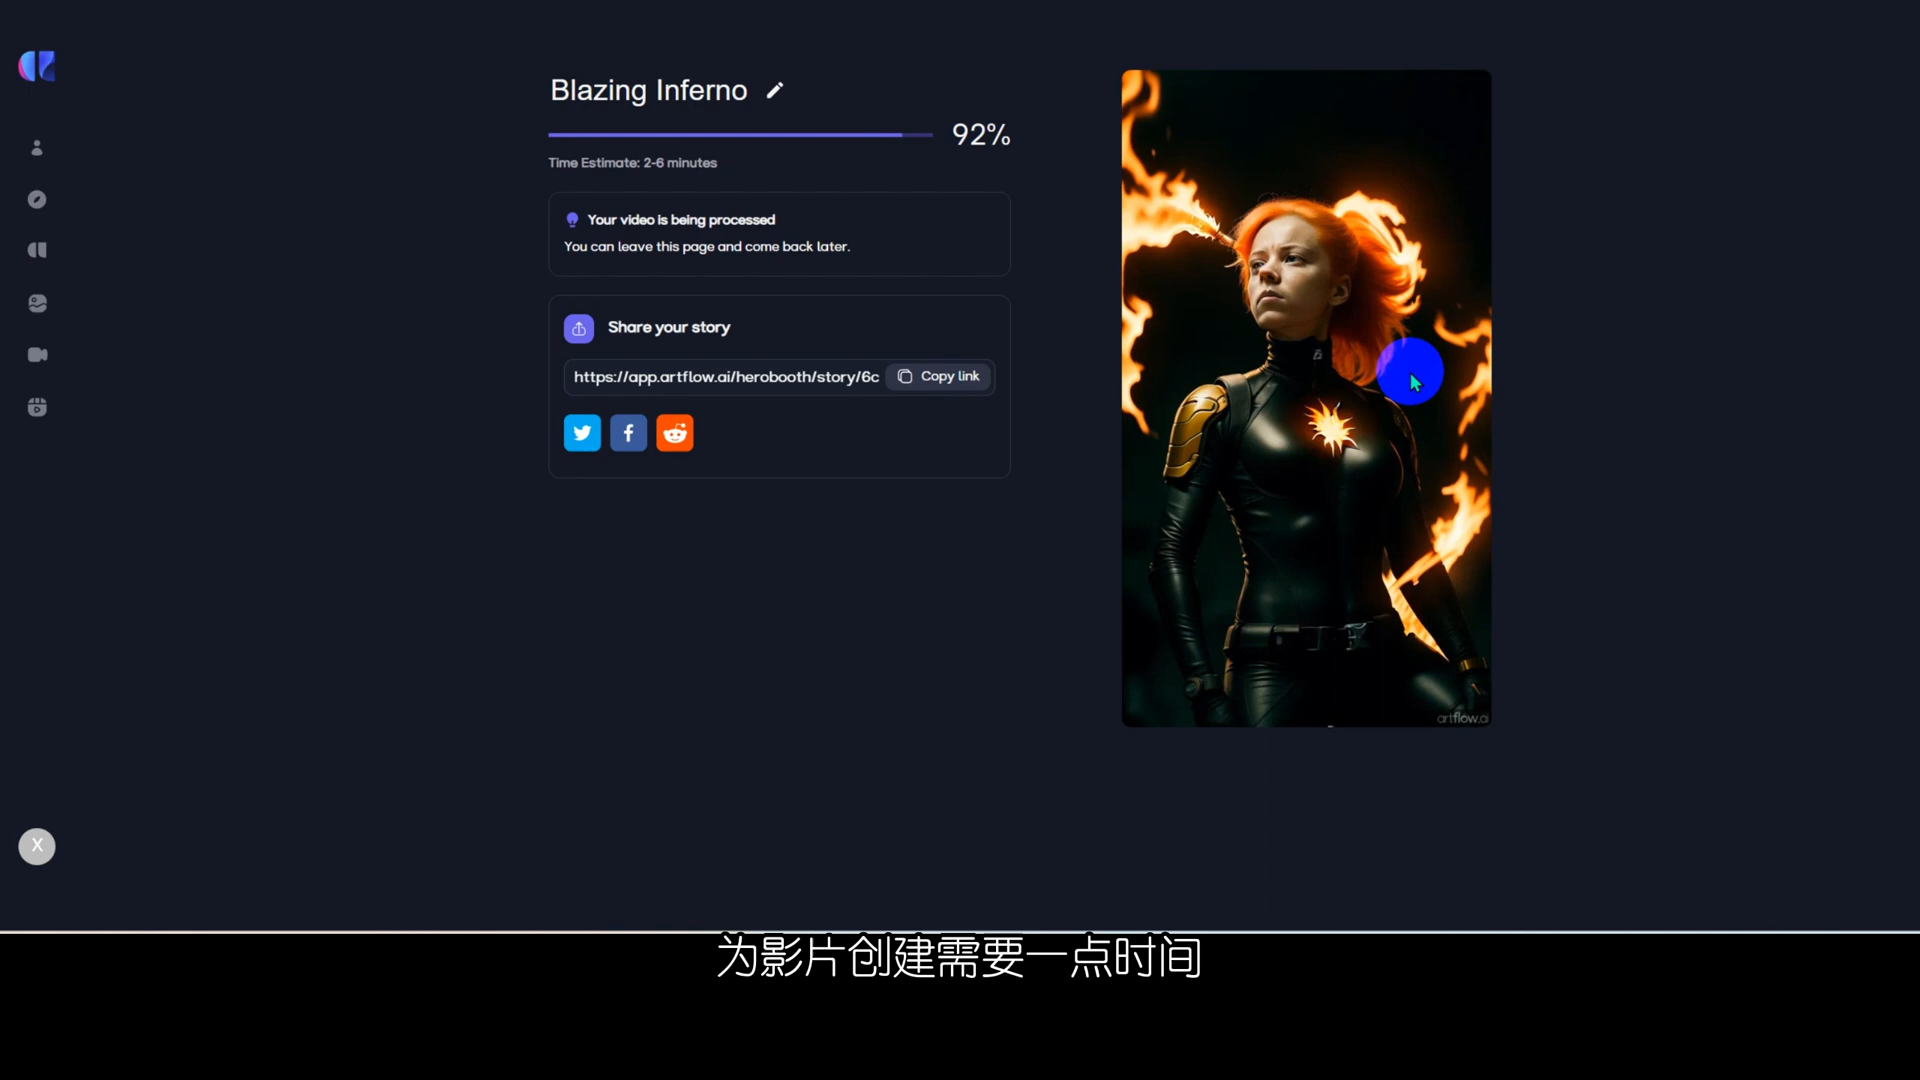 Blazing Inferno
92%
Time Estimate: 2-6 minutes
Your video is being processed
You can leave this page and come back later.
Share your story
https://app.artflow.ai/herobooth/story/6c
Copy link
artflow.ai
X
为影片创建需要一点时间